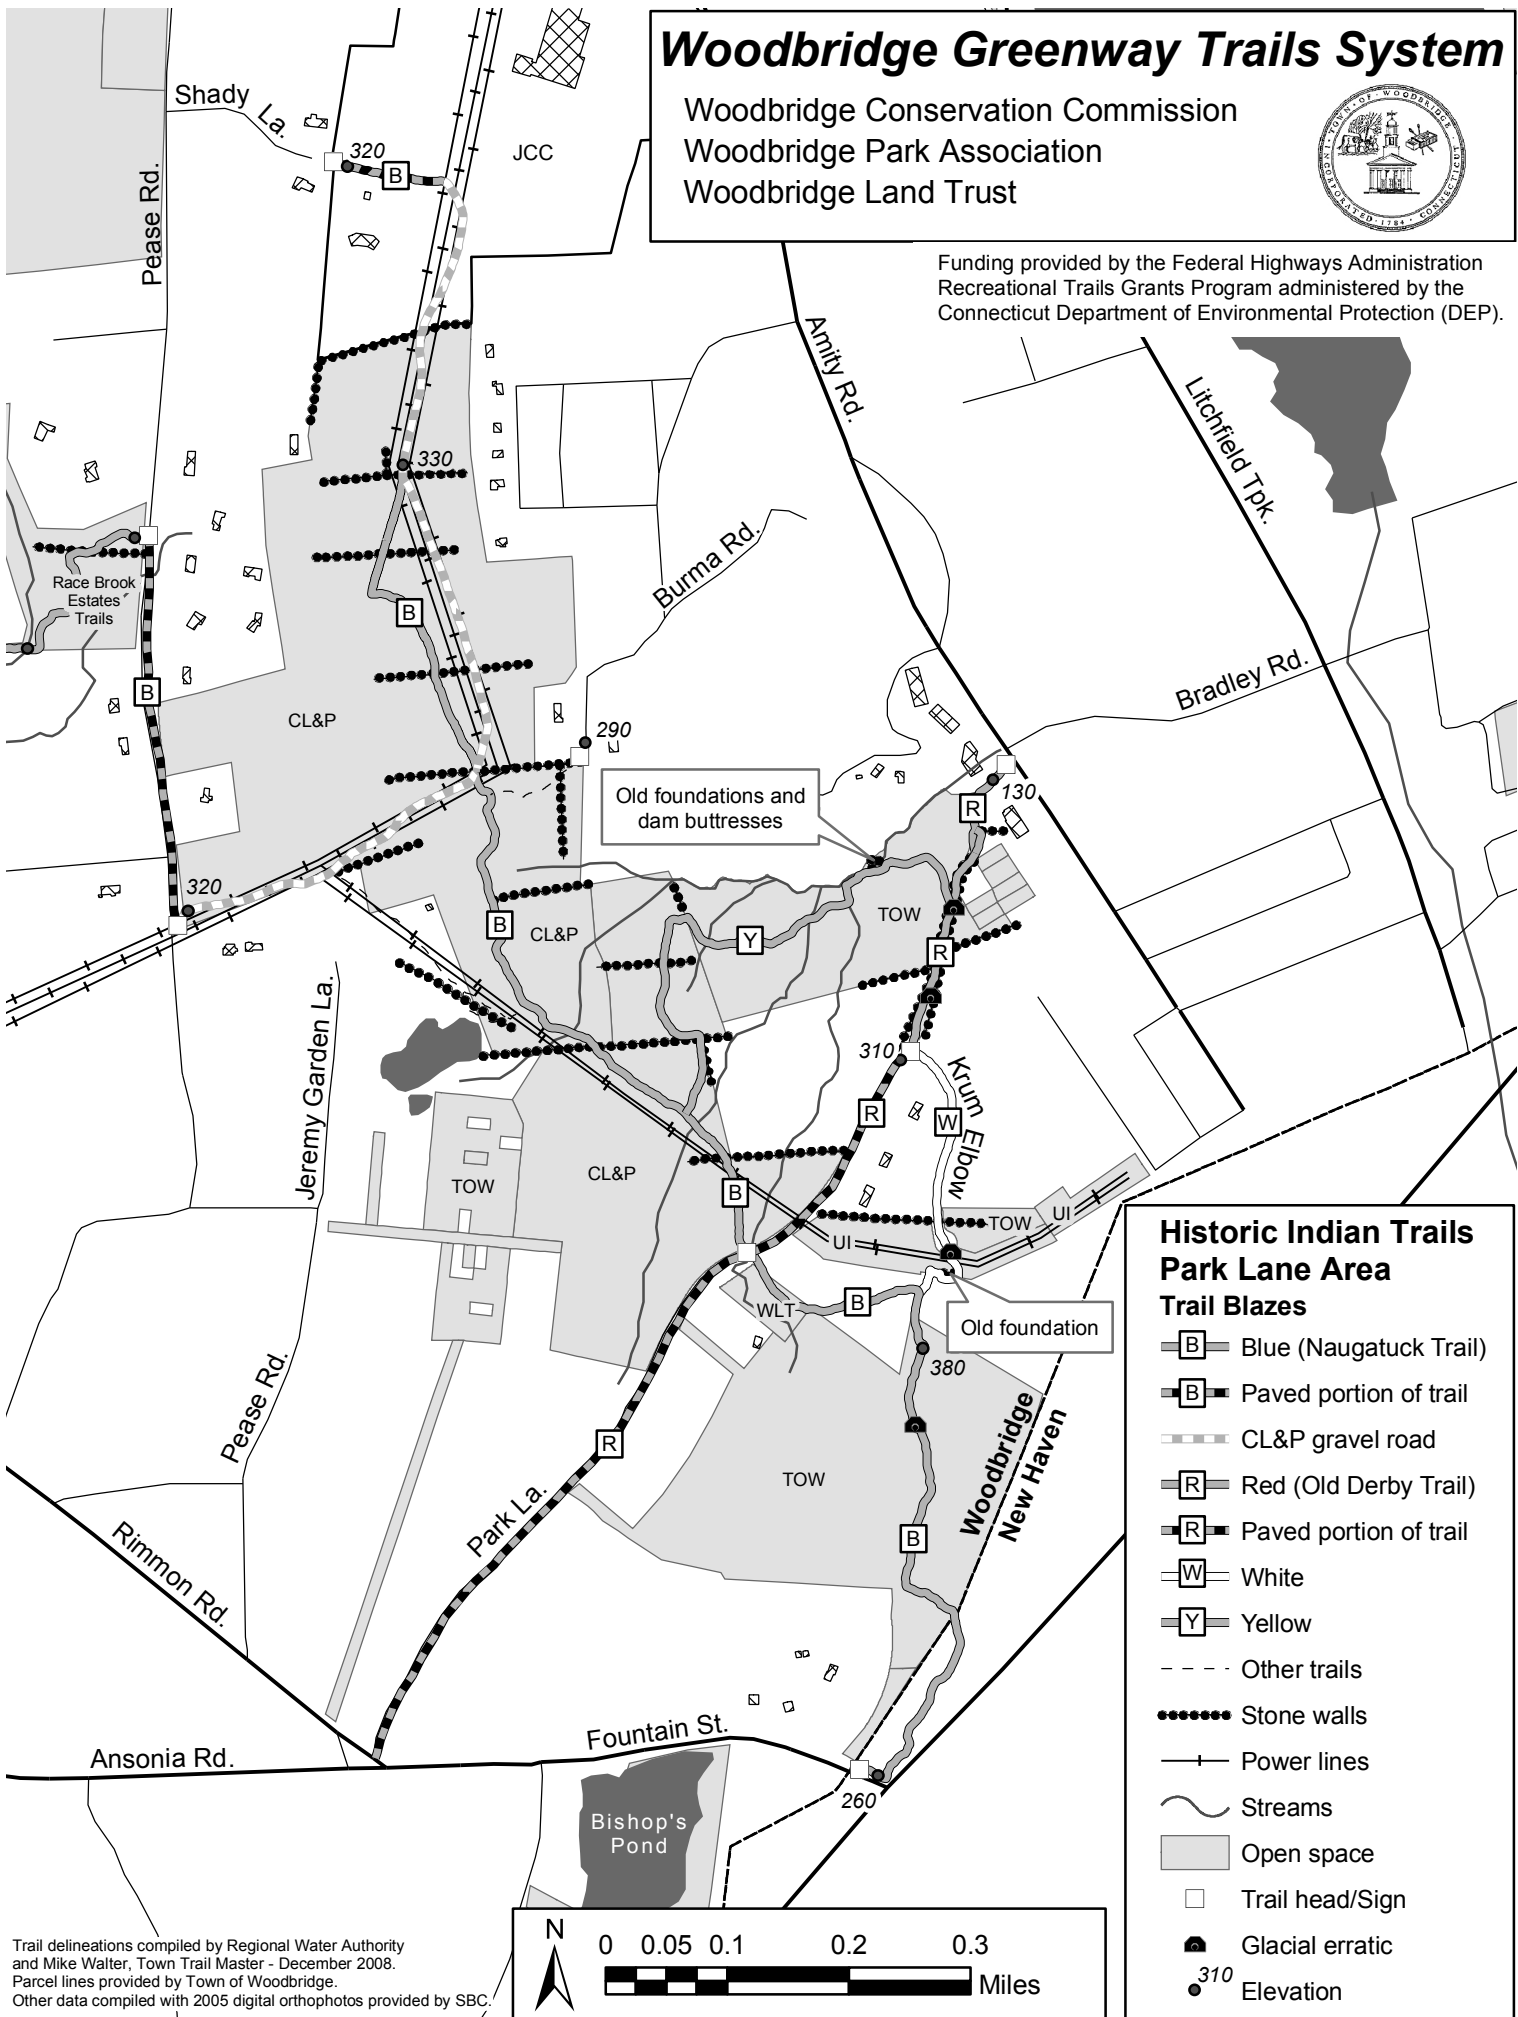 Woodbridge Greenway Trails System
Woodbridge Conservation Commission
Woodbridge Park Association
Woodbridge Land Trust
TOWN · OF · WOODBRIDGE
INCORPORATED · 1784 · CONNECTICUT
Funding provided by the Federal Highways Administration
Recreational Trails Grants Program administered by the
Connecticut Department of Environmental Protection (DEP).
Shady La.
320
B
JCC
Pease Rd.
Amity Rd.
Litchfield Tpk.
330
Burma Rd.
Race Brook
Estates
Trails
B
B
Bradley Rd.
CL&P
290
Old foundations and
dam buttresses
130
R
320
B
CL&P
Y
TOW
R
Jeremy Garden La.
310
Krum Elbow
R
W
TOW
CL&P
B
TOW
UI
UI
WLT
B
Old foundation
380
Pease Rd.
R
TOW
Woodbridge
New Haven
Park La.
B
Rimmon Rd.
Ansonia Rd.
Fountain St.
260
Bishop's
Pond
Historic Indian Trails
Park Lane Area
Trail Blazes
B Blue (Naugatuck Trail)
B Paved portion of trail
CL&P gravel road
R Red (Old Derby Trail)
R Paved portion of trail
W White
Y Yellow
Other trails
Stone walls
Power lines
Streams
Open space
Trail head/Sign
Glacial erratic
310 Elevation
N
0 0.05 0.1 0.2 0.3
Miles
Trail delineations compiled by Regional Water Authority
and Mike Walter, Town Trail Master - December 2008.
Parcel lines provided by Town of Woodbridge.
Other data compiled with 2005 digital orthophotos provided by SBC.